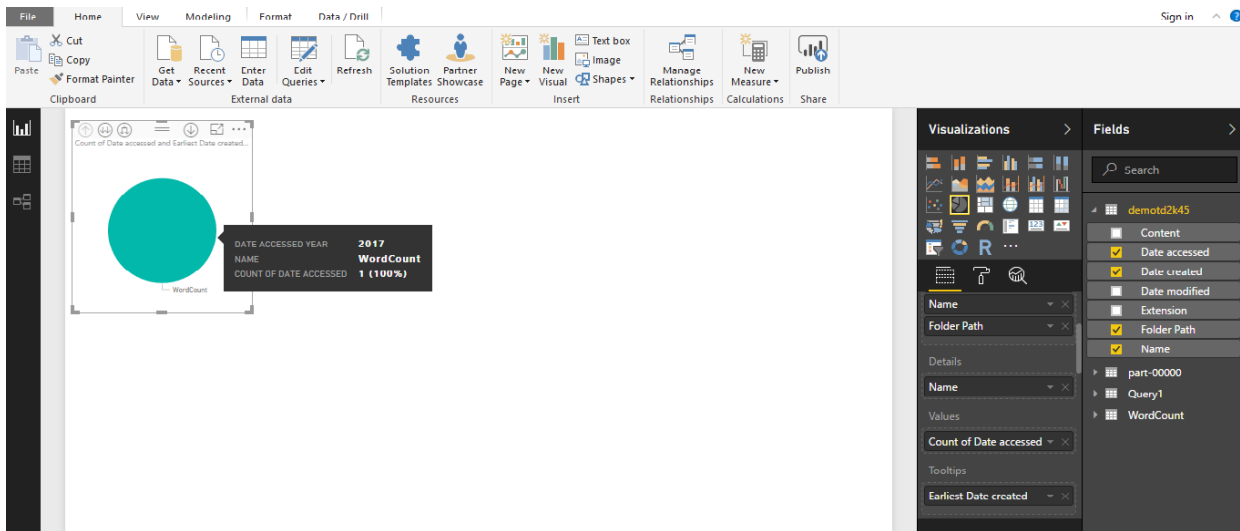 File Home View Modeling Format Data / Drill Sign in ?
Paste
Cut
Copy
Format Painter
Clipboard
Get Data
Recent Sources
Enter Data
Edit Queries
Refresh
External data
Solution Templates
Partner Showcase
Resources
New Page
New Visual
Text box
Image
Shapes
Insert
Manage Relationships
Relationships
New Measure
Calculations
Publish
Share
Count of Date accessed and Earliest Date created...
DATE ACCESSED YEAR 2017
NAME WordCount
COUNT OF DATE ACCESSED 1 (100%)
WordCount
Visualizations
R
123
Name
Folder Path
Details
Name
Values
Count of Date accessed
Tooltips
Earliest Date created
Fields
Search
demotd2k45
Content
Date accessed
Date created
Date modified
Extension
Folder Path
Name
part-00000
Query1
WordCount